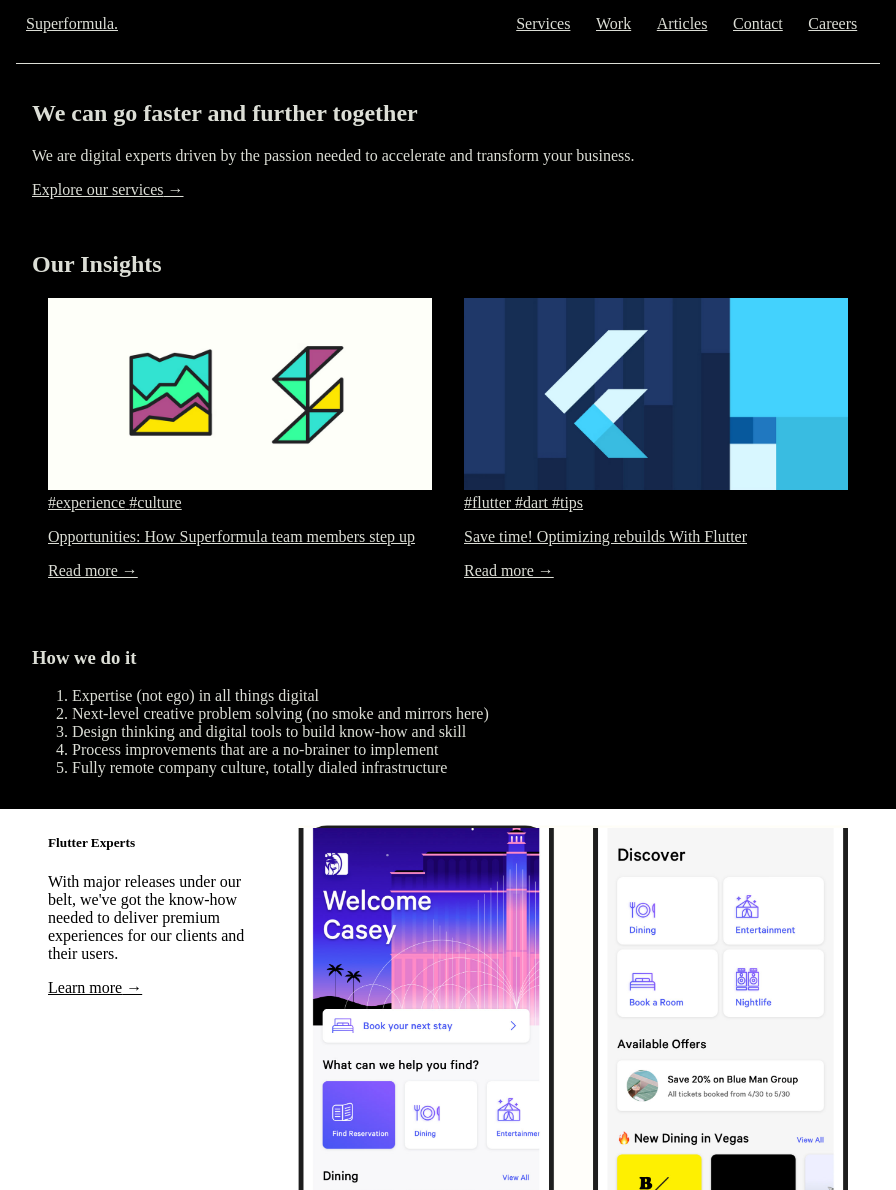 Superformula.
Services Work Articles Contact Careers
We can go faster and further together
We are digital experts driven by the passion needed to accelerate and transform your business.
Explore our services →
Our Insights
#experience #culture
Opportunities: How Superformula team members step up
Read more →
#flutter #dart #tips
Save time! Optimizing rebuilds With Flutter
Read more →
How we do it
1. Expertise (not ego) in all things digital
2. Next-level creative problem solving (no smoke and mirrors here)
3. Design thinking and digital tools to build know-how and skill
4. Process improvements that are a no-brainer to implement
5. Fully remote company culture, totally dialed infrastructure
Flutter Experts
With major releases under our
belt, we've got the know-how
needed to deliver premium
experiences for our clients and
their users.
Learn more →
Welcome
Casey
Book your next stay
What can we help you find?
Find Reservation
Dining
Entertainmen
Dining
View All
Discover
Dining
Entertainment
Book a Room
Nightlife
Available Offers
Save 20% on Blue Man Group
All tickets booked from 4/30 to 5/30
🔥 New Dining in Vegas
View All
B/